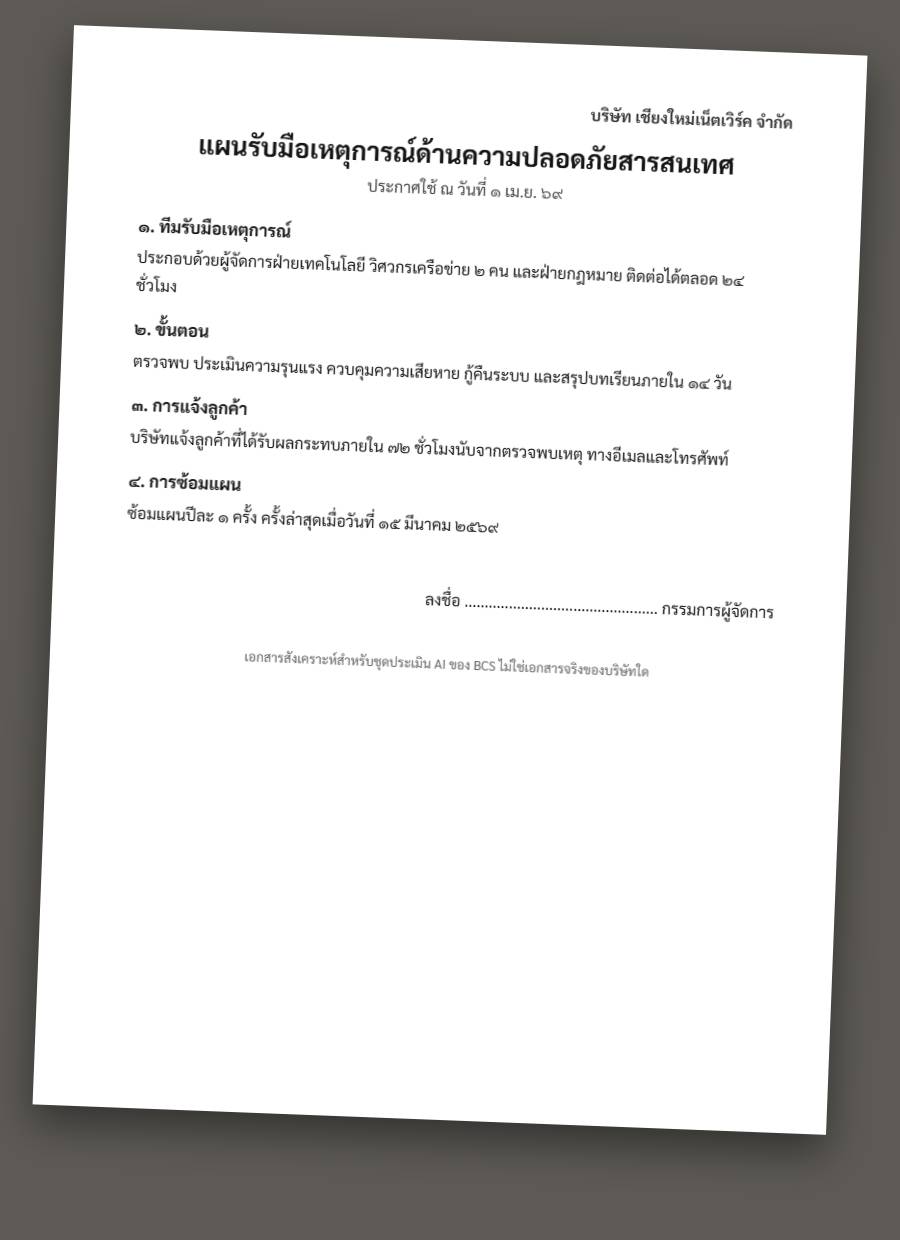 บริษัท เชียงใหม่เน็ตเวิร์ค จำกัด
แผนรับมือเหตุการณ์ด้านความปลอดภัยสารสนเทศ
ประกาศใช้ ณ วันที่ ๑ เม.ย. ๖๙
๑. ทีมรับมือเหตุการณ์
ประกอบด้วยผู้จัดการฝ่ายเทคโนโลยี วิศวกรเครือข่าย ๒ คน และฝ่ายกฎหมาย ติดต่อได้ตลอด ๒๔
ชั่วโมง
๒. ขั้นตอน
ตรวจพบ ประเมินความรุนแรง ควบคุมความเสียหาย กู้คืนระบบ และสรุปบทเรียนภายใน ๑๔ วัน
๓. การแจ้งลูกค้า
บริษัทแจ้งลูกค้าที่ได้รับผลกระทบภายใน ๗๒ ชั่วโมงนับจากตรวจพบเหตุ ทางอีเมลและโทรศัพท์
๔. การซ้อมแผน
ซ้อมแผนปีละ ๑ ครั้ง ครั้งล่าสุดเมื่อวันที่ ๑๕ มีนาคม ๒๕๖๙
ลงชื่อ ................................................ กรรมการผู้จัดการ
เอกสารสังเคราะห์สำหรับชุดประเมิน AI ของ BCS ไม่ใช่เอกสารจริงของบริษัทใด